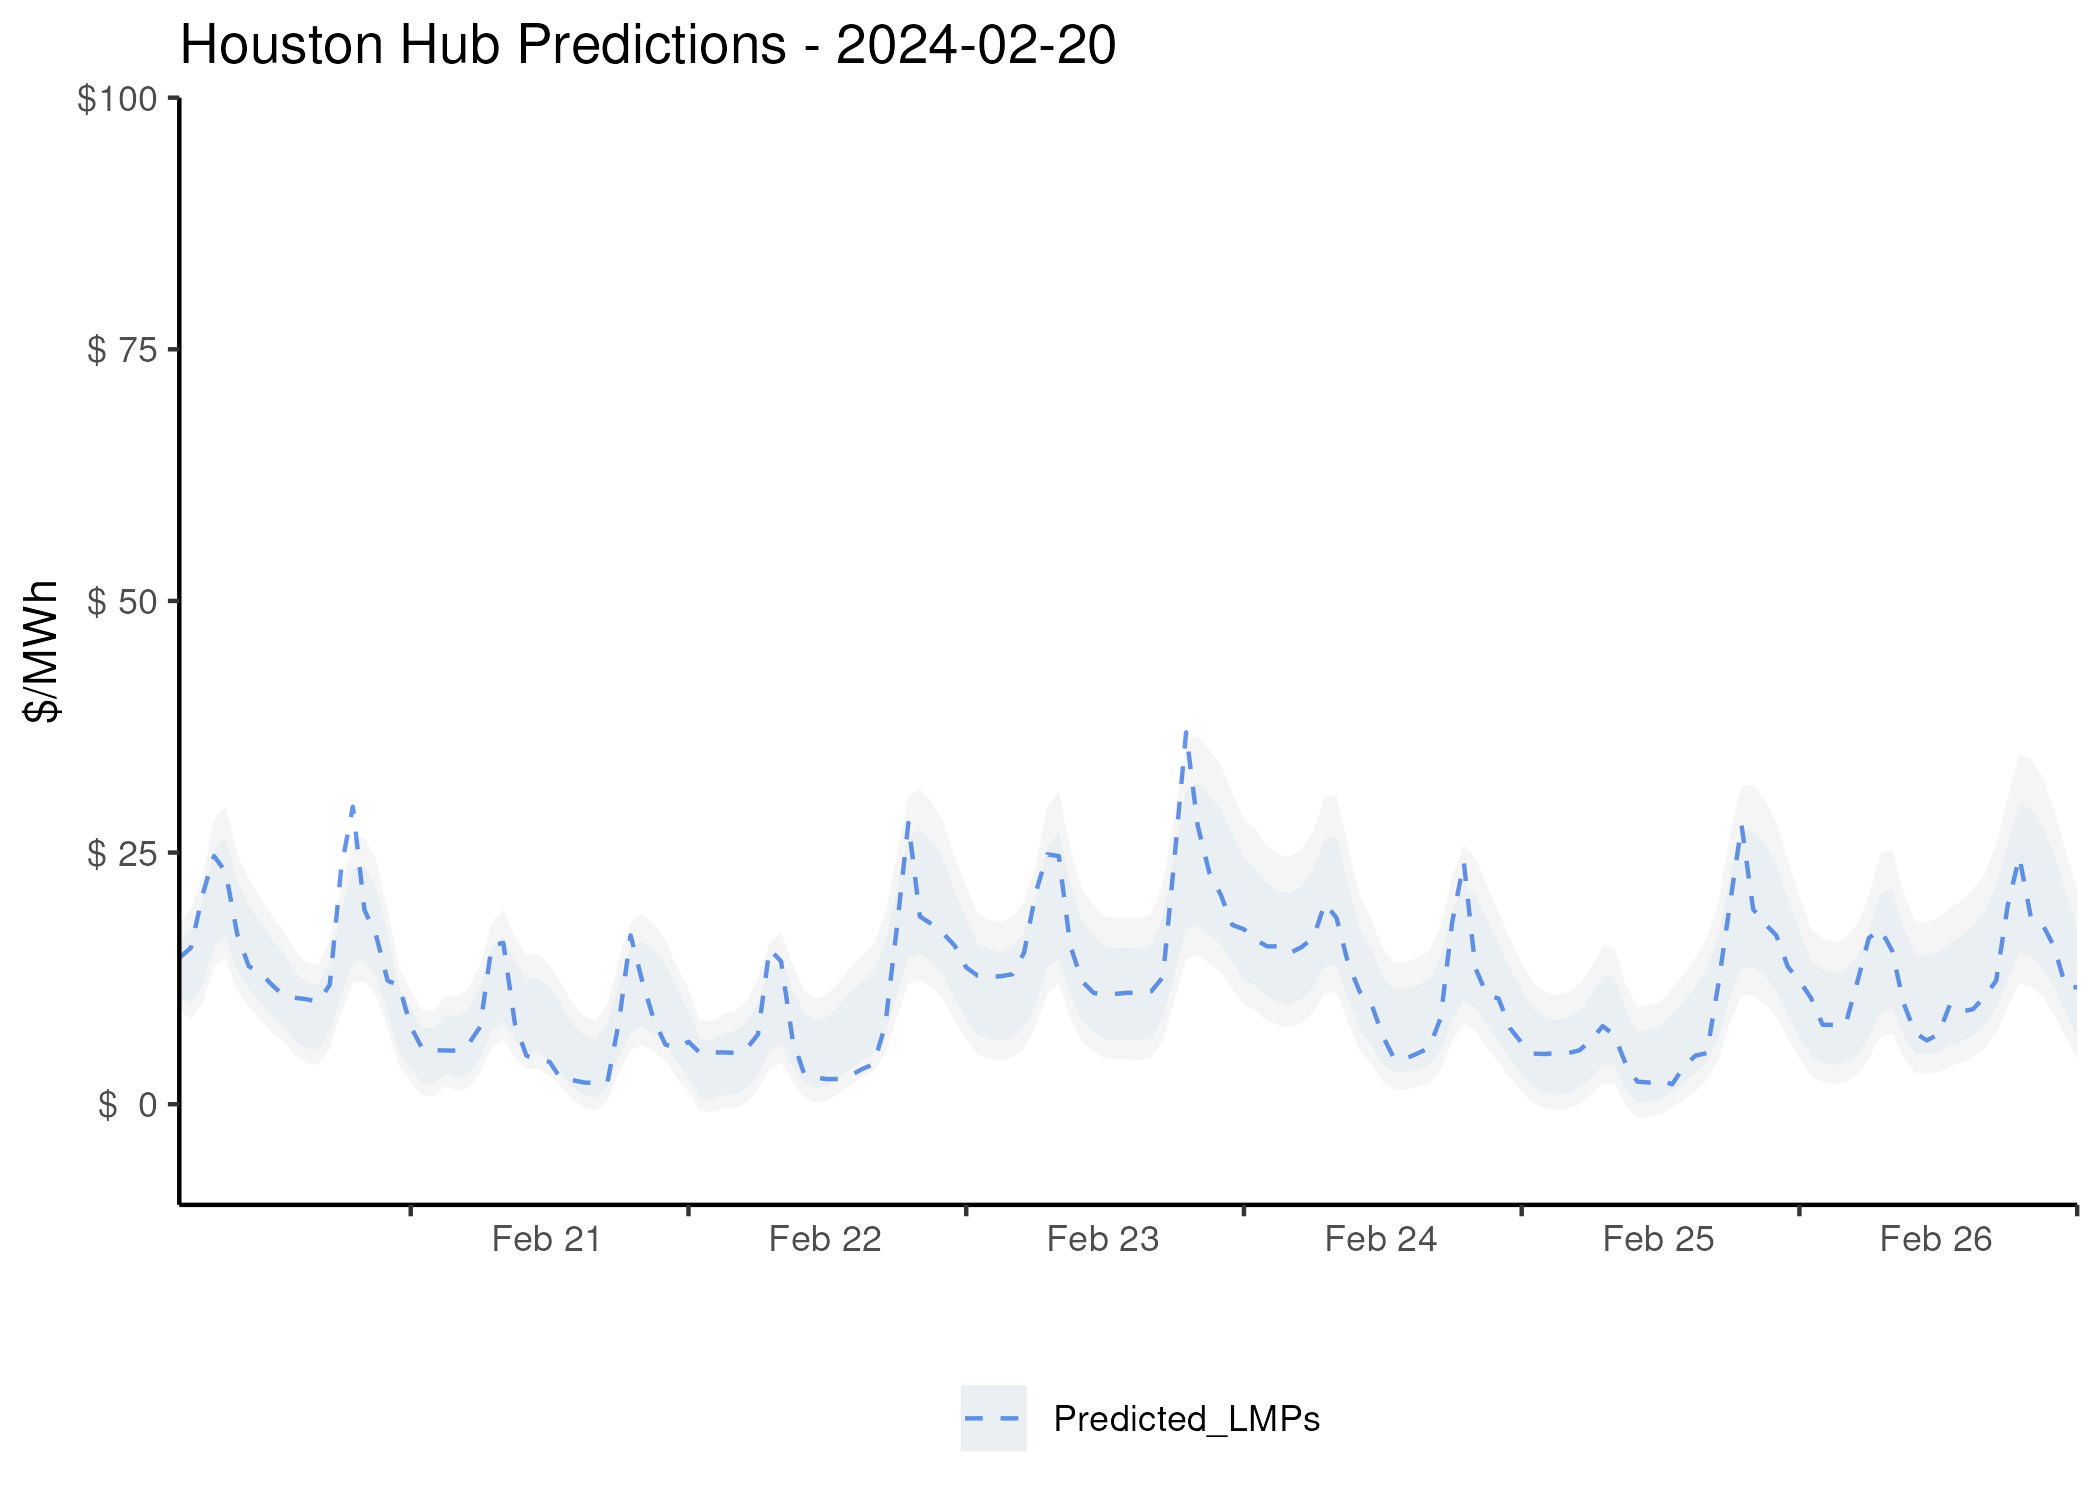 Houston Hub Predictions - 2024-02-20
$100
$ 75
$ 50
$ 25
$ 0
$/MWh
Feb 21
Feb 22
Feb 23
Feb 24
Feb 25
Feb 26
Predicted_LMPs